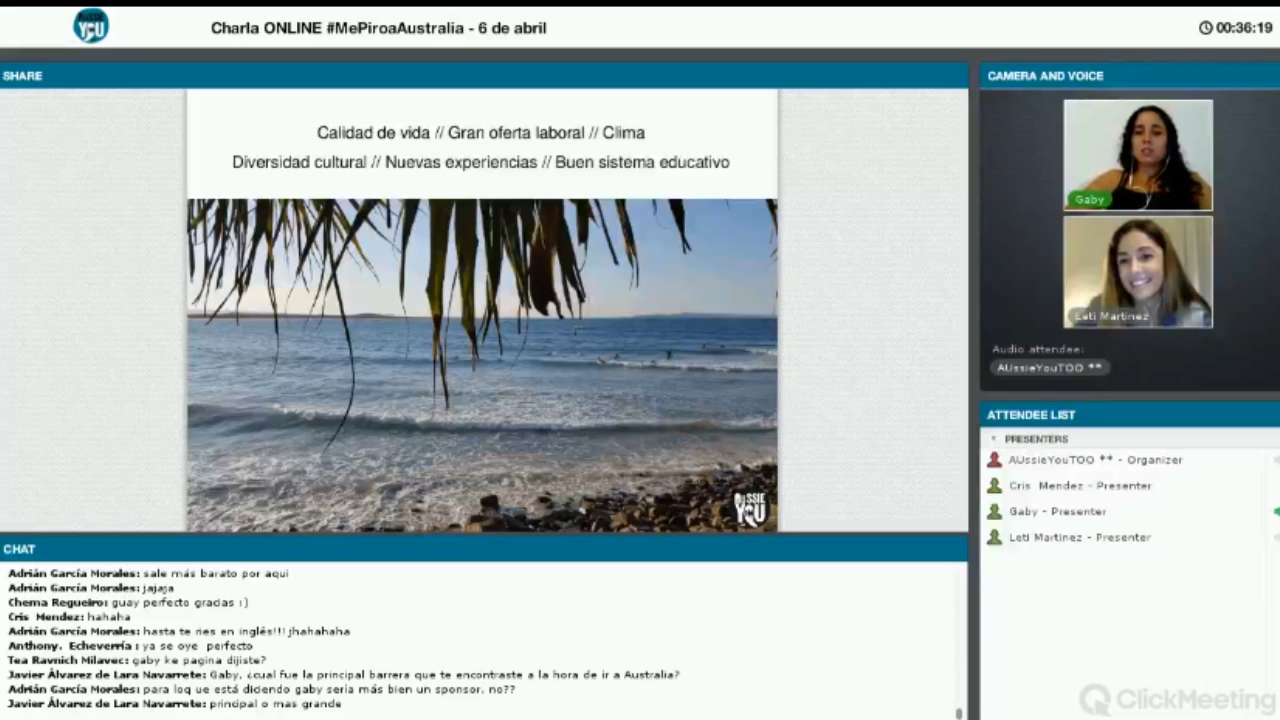 AUSSIE YOU
Charla ONLINE #MePiroaAustralia - 6 de abril
00:36:19
SHARE
Calidad de vida // Gran oferta laboral // Clima
Diversidad cultural // Nuevas experiencias // Buen sistema educativo
AUSSIE
YOU
CHAT
Adrián García Morales: sale más barato por aqui
Adrián García Morales: jajaja
Chema Regueiro: guay perfecto gracias :)
Cris Mendez: hahaha
Adrián García Morales: hasta te ries en inglés!!! jhahahaha
Anthony. Echeverría : ya se oye perfecto
Tea Ravnich Milavec: gaby ke pagina dijiste?
Javier Álvarez de Lara Navarrete: Gaby, ¿cual fue la principal barrera que te encontraste a la hora de ir a Australia?
Adrián García Morales: para loq ue está diciendo gaby sería más bien un sponsor, no??
Javier Álvarez de Lara Navarrete: principal o mas grande
CAMERA AND VOICE
Gaby
Leti Martinez
Audio attendee:
AUssieYouTOO **
ATTENDEE LIST
PRESENTERS
AUssieYouTOO ** - Organizer
Cris Mendez - Presenter
Gaby - Presenter
Leti Martinez - Presenter
ClickMeeting